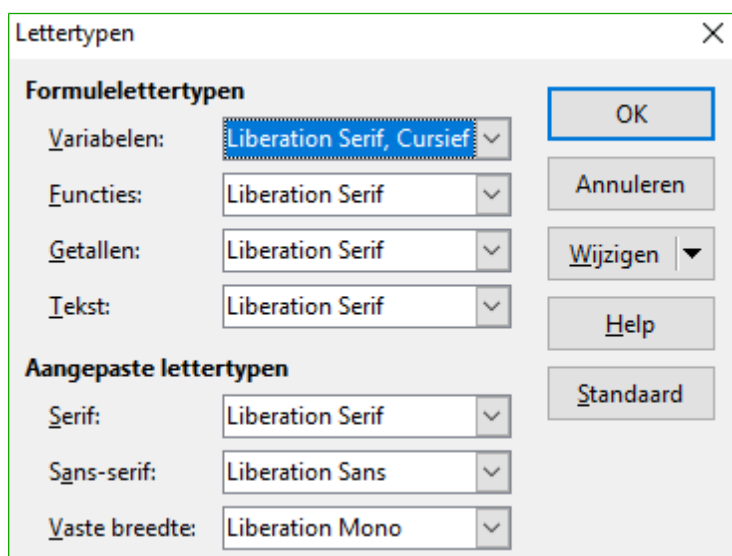 Lettertypen
Formulelettertypen
Variabelen: Liberation Serif, Cursief
Functies: Liberation Serif
Getallen: Liberation Serif
Tekst: Liberation Serif
Aangepaste lettertypen
Serif: Liberation Serif
Sans-serif: Liberation Sans
Vaste breedte: Liberation Mono
OK
Annuleren
Wijzigen
Help
Standaard